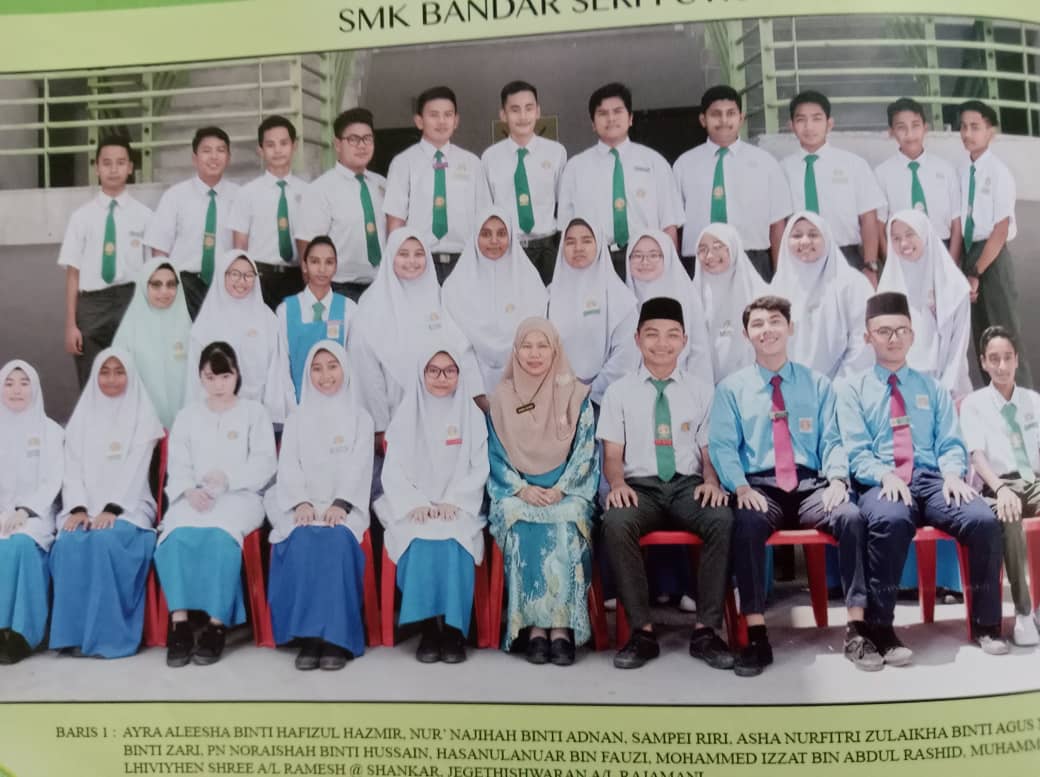 SMK BANDAR SERI
BARIS 1 : AYRA ALEESHA BINTI HAFIZUL HAZMIR, NUR' NAJIHAH BINTI ADNAN, SAMPEI RIRI, ASHA NURFITRI ZULAIKHA BINTI AGUS
BINTI ZARI, PN NORAISHAH BINTI HUSSAIN, HASANULANUAR BIN FAUZI, MOHAMMED IZZAT BIN ABDUL RASHID, MUHAMM
LHIVIYHEN SHREE A/L RAMESH @ SHANKAR, JEGETHISHWARAN A/L RAJAMANI